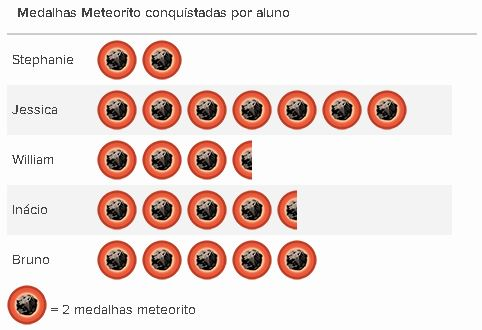 Medalhas Meteorito conquistadas por aluno
Stephanie
Jessica
William
Inácio
Bruno
= 2 medalhas meteorito